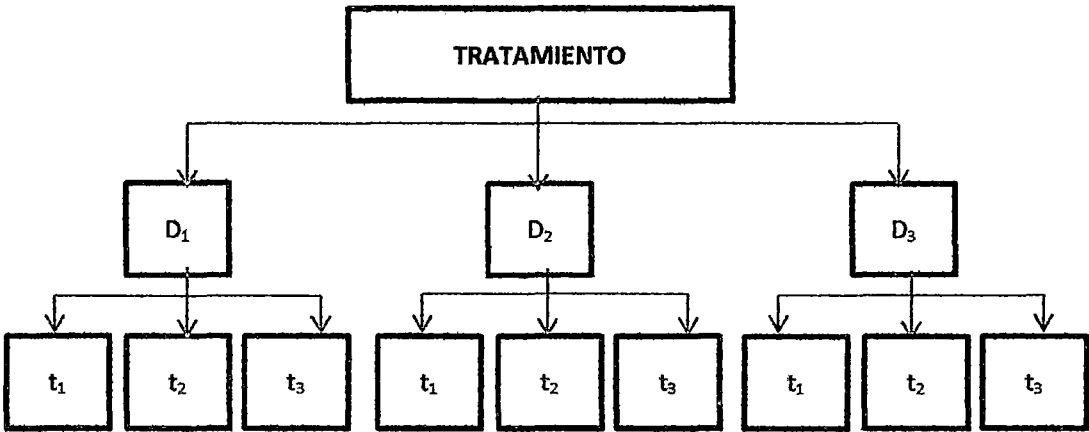 TRATAMIENTO
D₁ D₂ D₃
t₁ t₂ t₃ t₁ t₂ t₃ t₁ t₂ t₃